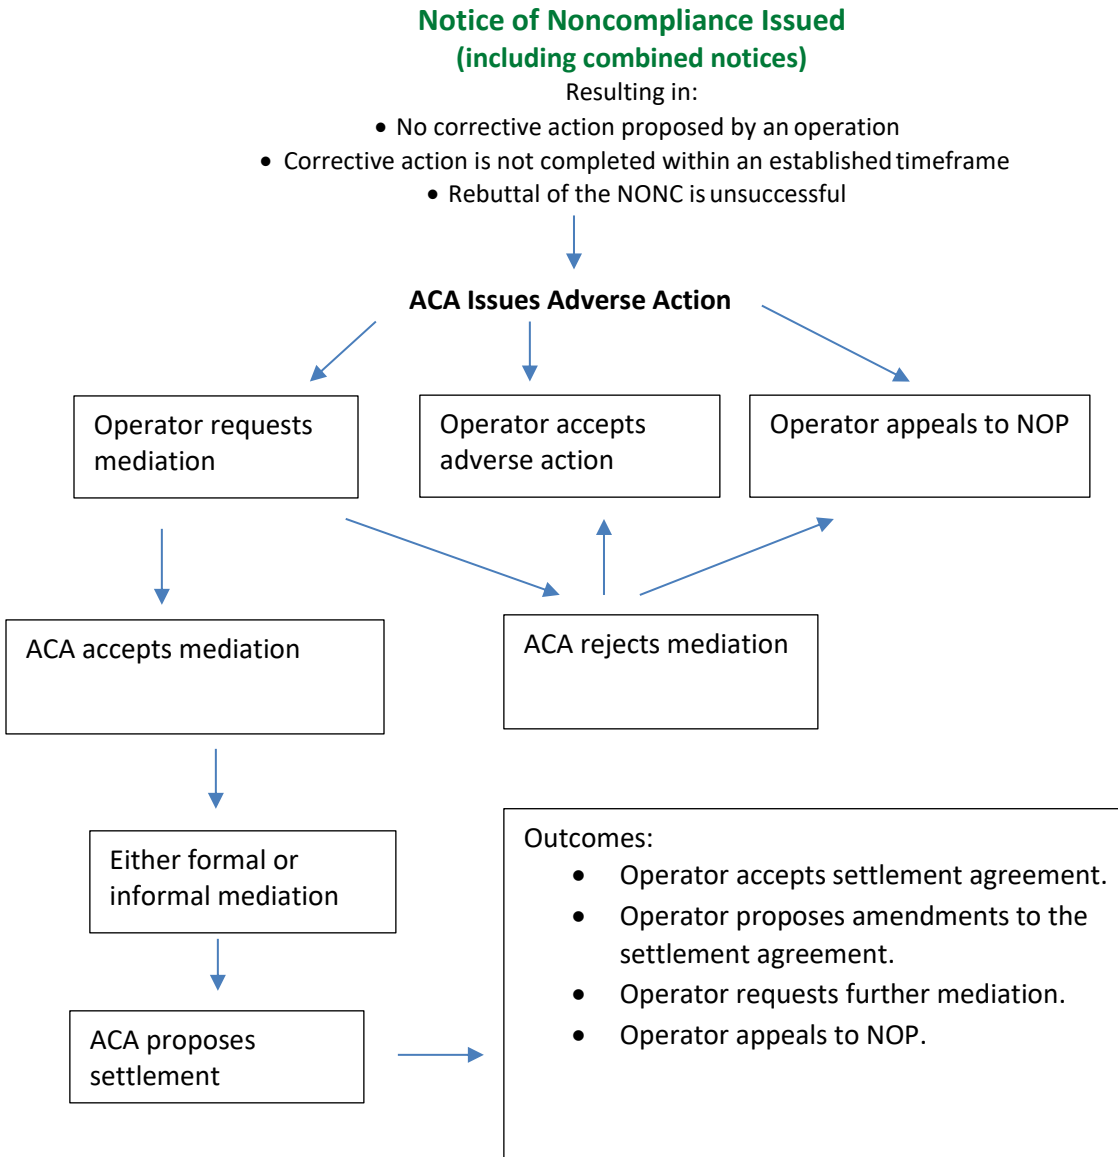 Notice of Noncompliance Issued
(including combined notices)
Resulting in:
• No corrective action proposed by an operation
• Corrective action is not completed within an established timeframe
• Rebuttal of the NONC is unsuccessful
ACA Issues Adverse Action
Operator requests
mediation
Operator accepts
adverse action
Operator appeals to NOP
ACA accepts mediation
ACA rejects mediation
Either formal or
informal mediation
ACA proposes
settlement
Outcomes:
• Operator accepts settlement agreement.
• Operator proposes amendments to the
settlement agreement.
• Operator requests further mediation.
• Operator appeals to NOP.